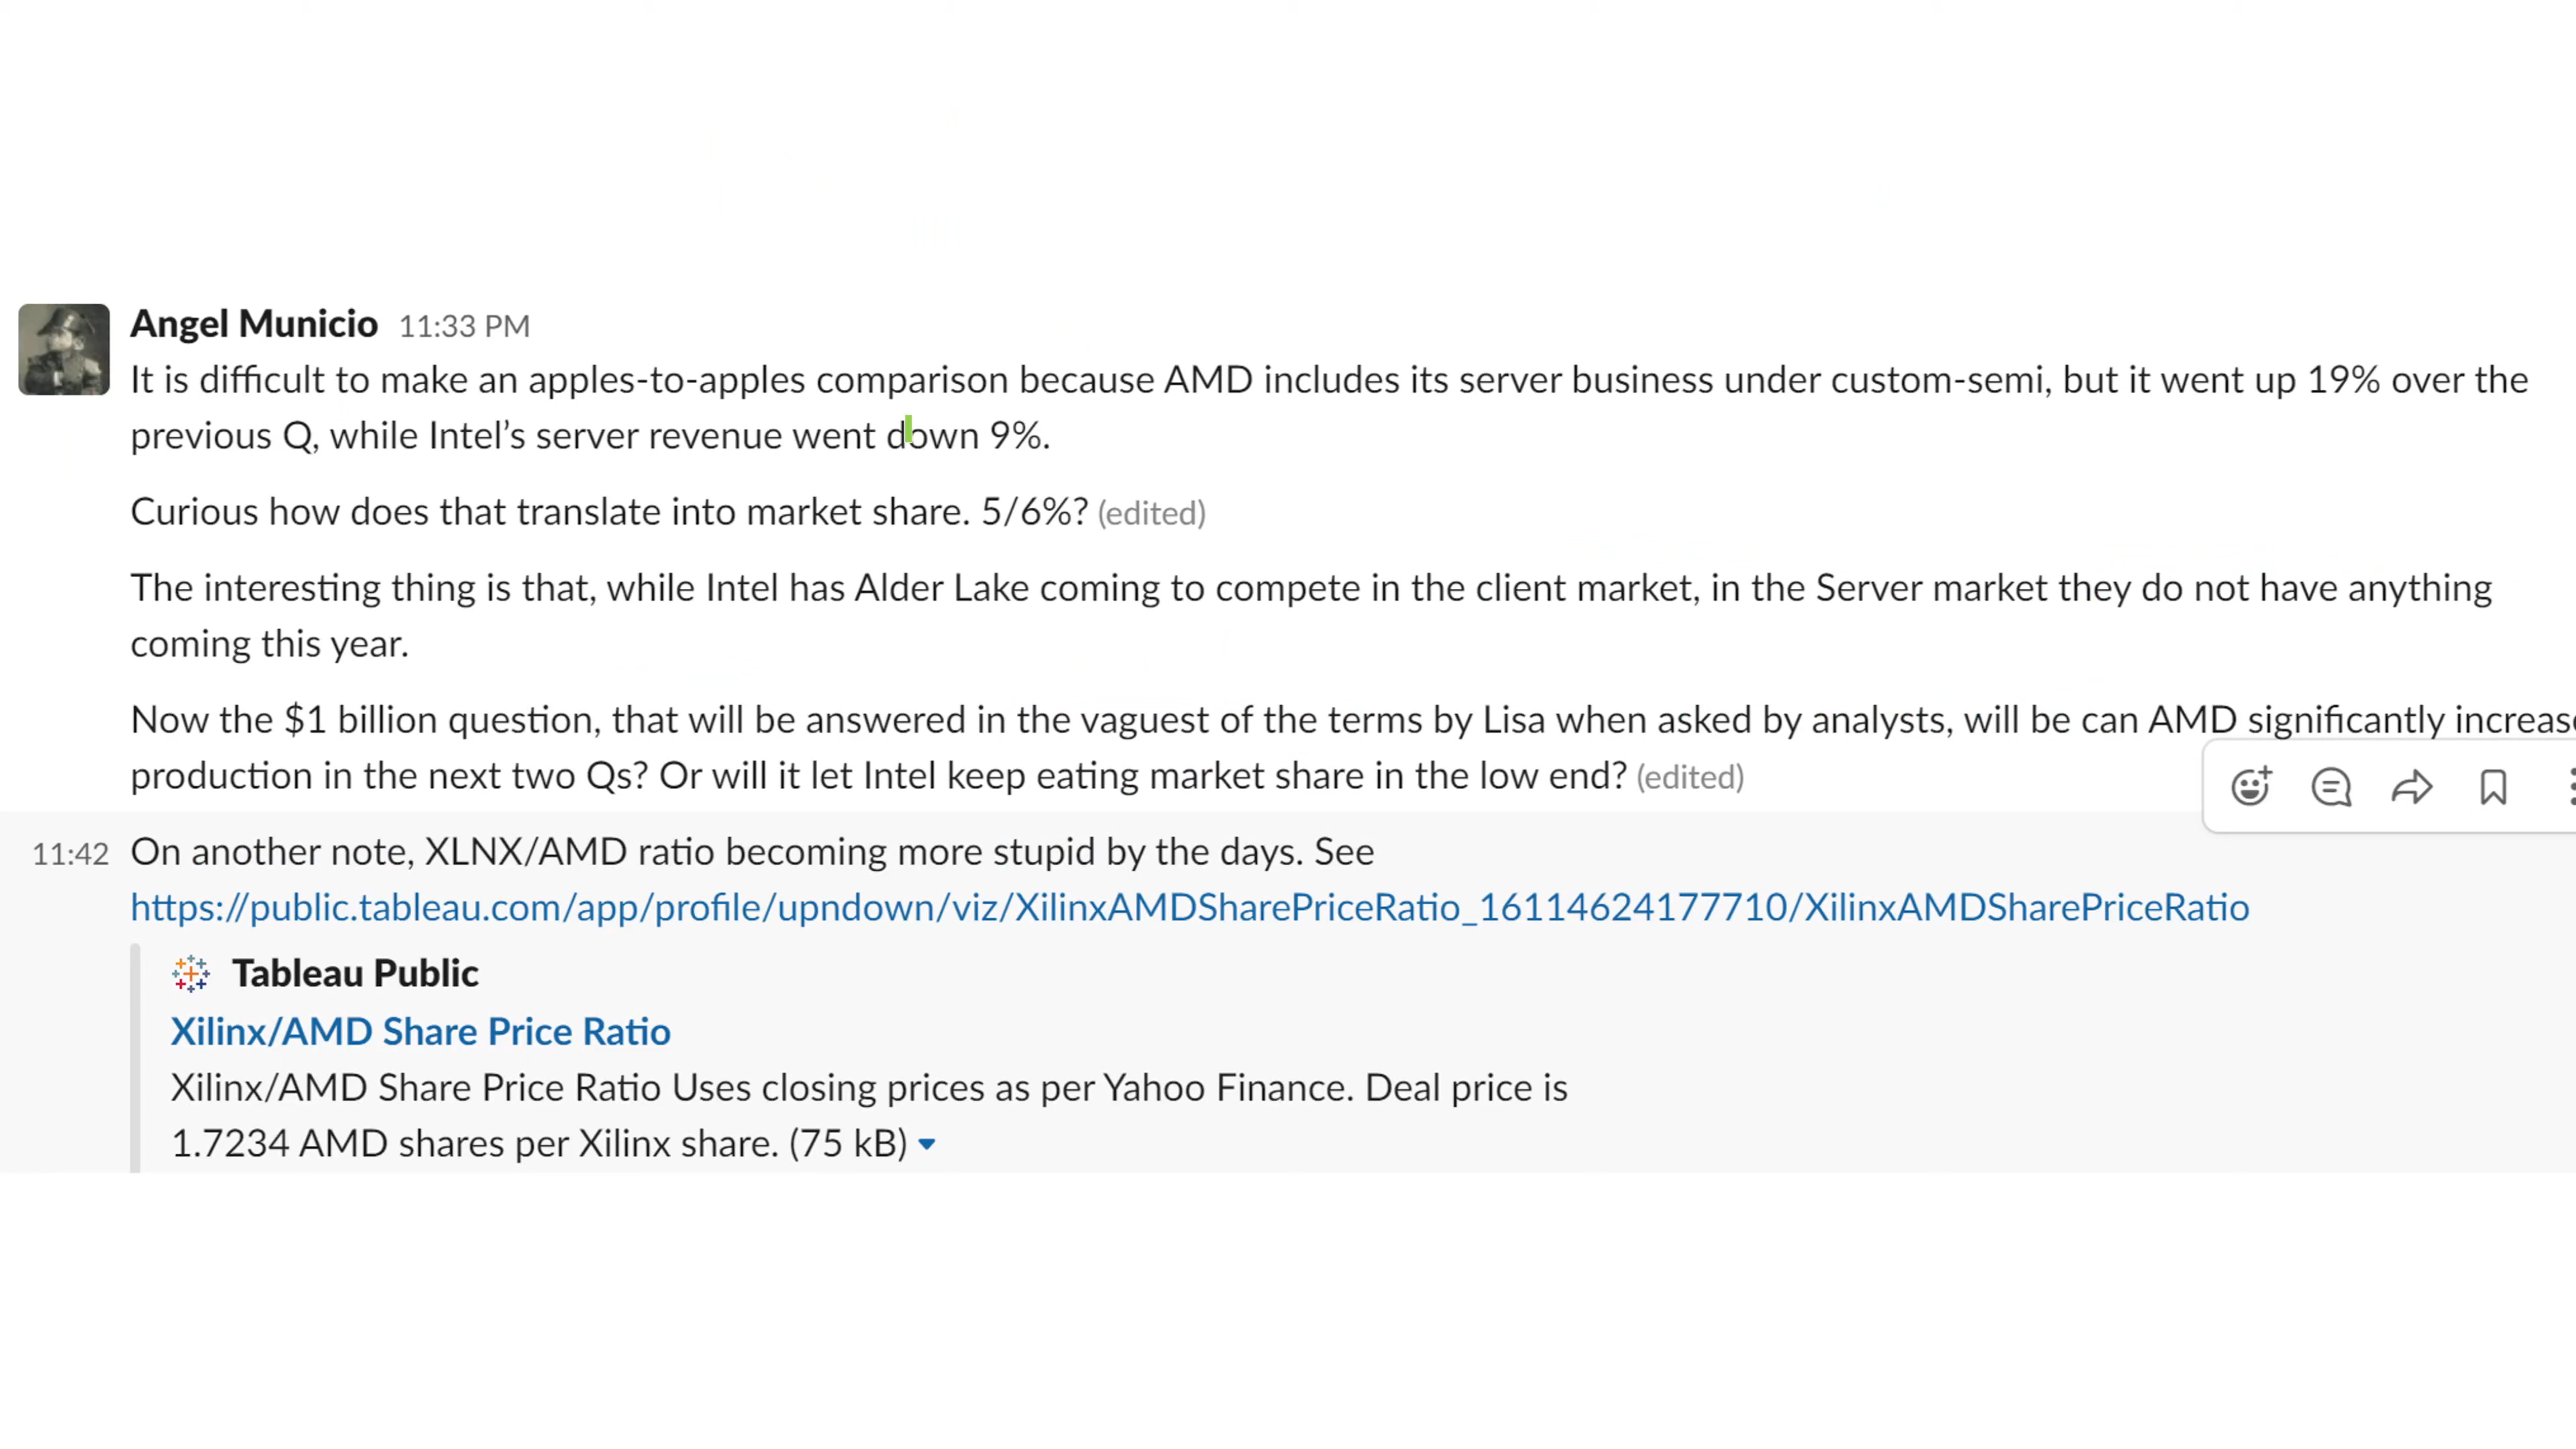 Angel Municio 11:33 PM
It is difficult to make an apples-to-apples comparison because AMD includes its server business under custom-semi, but it went up 19% over the
previous Q, while Intel’s server revenue went down 9%.
Curious how does that translate into market share. 5/6%? (edited)
The interesting thing is that, while Intel has Alder Lake coming to compete in the client market, in the Server market they do not have anything
coming this year.
Now the $1 billion question, that will be answered in the vaguest of the terms by Lisa when asked by analysts, will be can AMD significantly increase
production in the next two Qs? Or will it let Intel keep eating market share in the low end? (edited)
11:42 On another note, XLNX/AMD ratio becoming more stupid by the days. See
https://public.tableau.com/app/profile/upndown/viz/XilinxAMDSharePriceRatio_16114624177710/XilinxAMDSharePriceRatio
Tableau Public
Xilinx/AMD Share Price Ratio
Xilinx/AMD Share Price Ratio Uses closing prices as per Yahoo Finance. Deal price is
1.7234 AMD shares per Xilinx share. (75 kB)